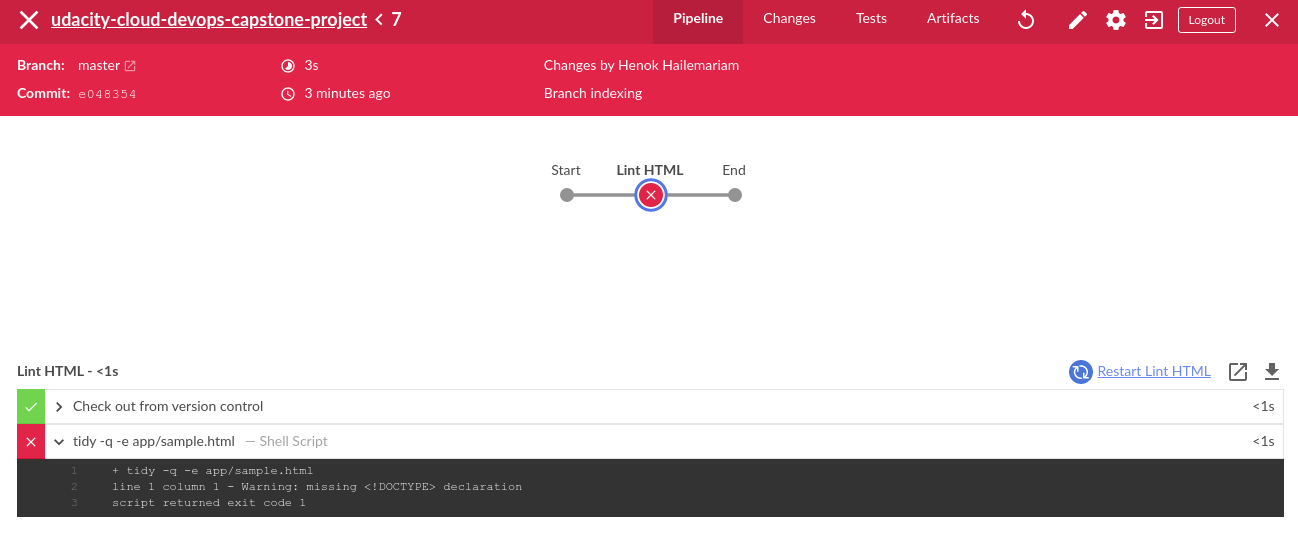 udacity-cloud-devops-capstone-project < 7 Pipeline Changes Tests Artifacts Logout
Branch: master 3s Changes by Henok Hailemariam
Commit: e048354 3 minutes ago Branch indexing
Start Lint HTML End
Lint HTML - <1s Restart Lint HTML
Check out from version control <1s
tidy -q -e app/sample.html — Shell Script <1s
1 + tidy -q -e app/sample.html
2 line 1 column 1 - Warning: missing <!DOCTYPE> declaration
3 script returned exit code 1